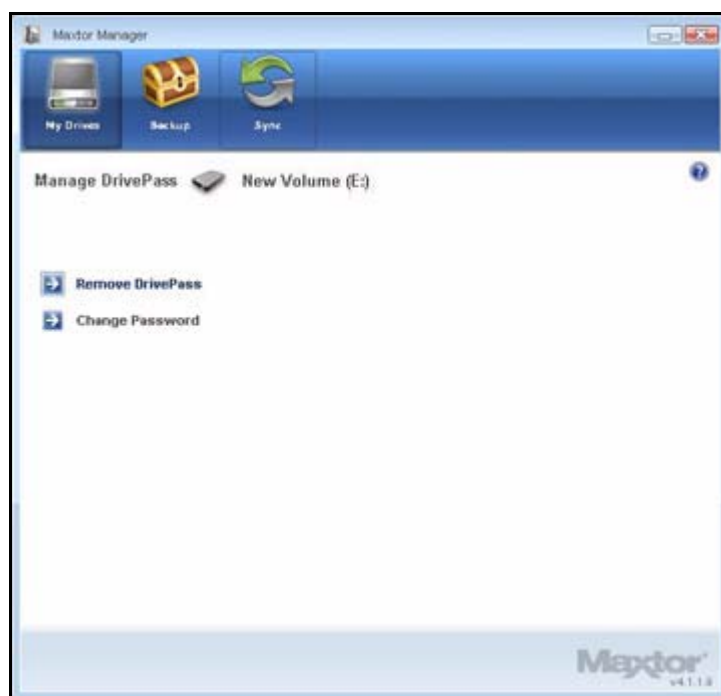 Maxtor Manager
My Drives Backup Sync
Manage DrivePass New Volume (E:)
?
Remove DrivePass
Change Password
Maxtor